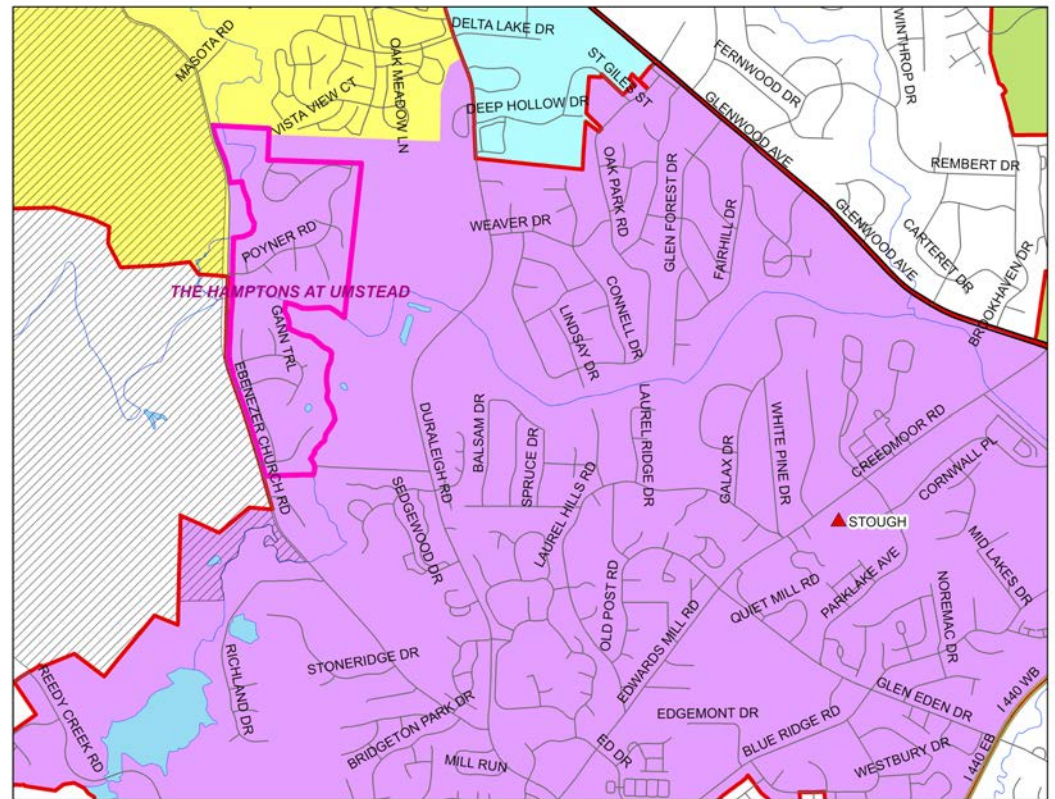 DELTA LAKE DR
WINTHROP DR
MASOTA RD
OAK MEADOW LN
FERNWOOD DR
ST GILES ST
VISTA VIEW CT
DEEP HOLLOW DR
GLENWOOD AVE
OAK PARK RD
REMBERT DR
GLEN FOREST DR
FAIRHILL DR
GLENWOOD AVE
CARTERET DR
BROOKHAVEN DR
WEAVER DR
POYNER RD
THE HAMPTONS AT UMSTEAD
CONNELL DR
LINDSAY DR
GANN TRL
EBENEZER CHURCH RD
DURALEIGH RD
BALSAM DR
SPRUCE DR
LAUREL RIDGE DR
LAUREL HILLS RD
GALAX DR
WHITE PINE DR
CREEDMOOR RD
CORNWALL PL
SEDGEWOOD DR
STOUGH
MID LAKES DR
OLD POST RD
QUIET MILL RD
PARKLAKE AVE
NOREMAC DR
EDWARDS MILL RD
RICHLAND DR
STONERIDGE DR
REEDY CREEK RD
BRIDGETON PARK DR
EDGEMONT DR
GLEN EDEN DR
I 440 WB
BLUE RIDGE RD
ED DR
MILL RUN
WESTBURY DR
I 440 EB